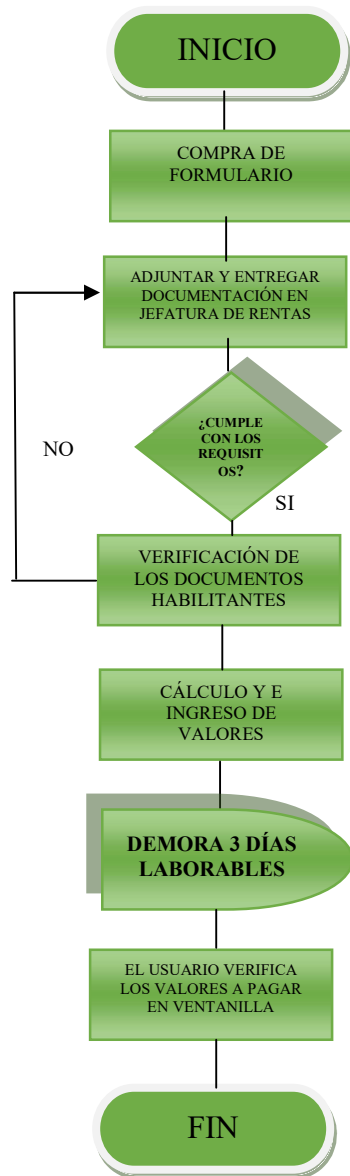 INICIO
COMPRA DE
FORMULARIO
ADJUNTAR Y ENTREGAR
DOCUMENTACIÓN EN
JEFATURA DE RENTAS
¿CUMPLE
CON LOS
REQUISIT
OS?
NO
SI
VERIFICACIÓN DE
LOS DOCUMENTOS
HABILITANTES
CÁLCULO Y E
INGRESO DE
VALORES
DEMORA 3 DÍAS
LABORABLES
EL USUARIO VERIFICA
LOS VALORES A PAGAR
EN VENTANILLA
FIN